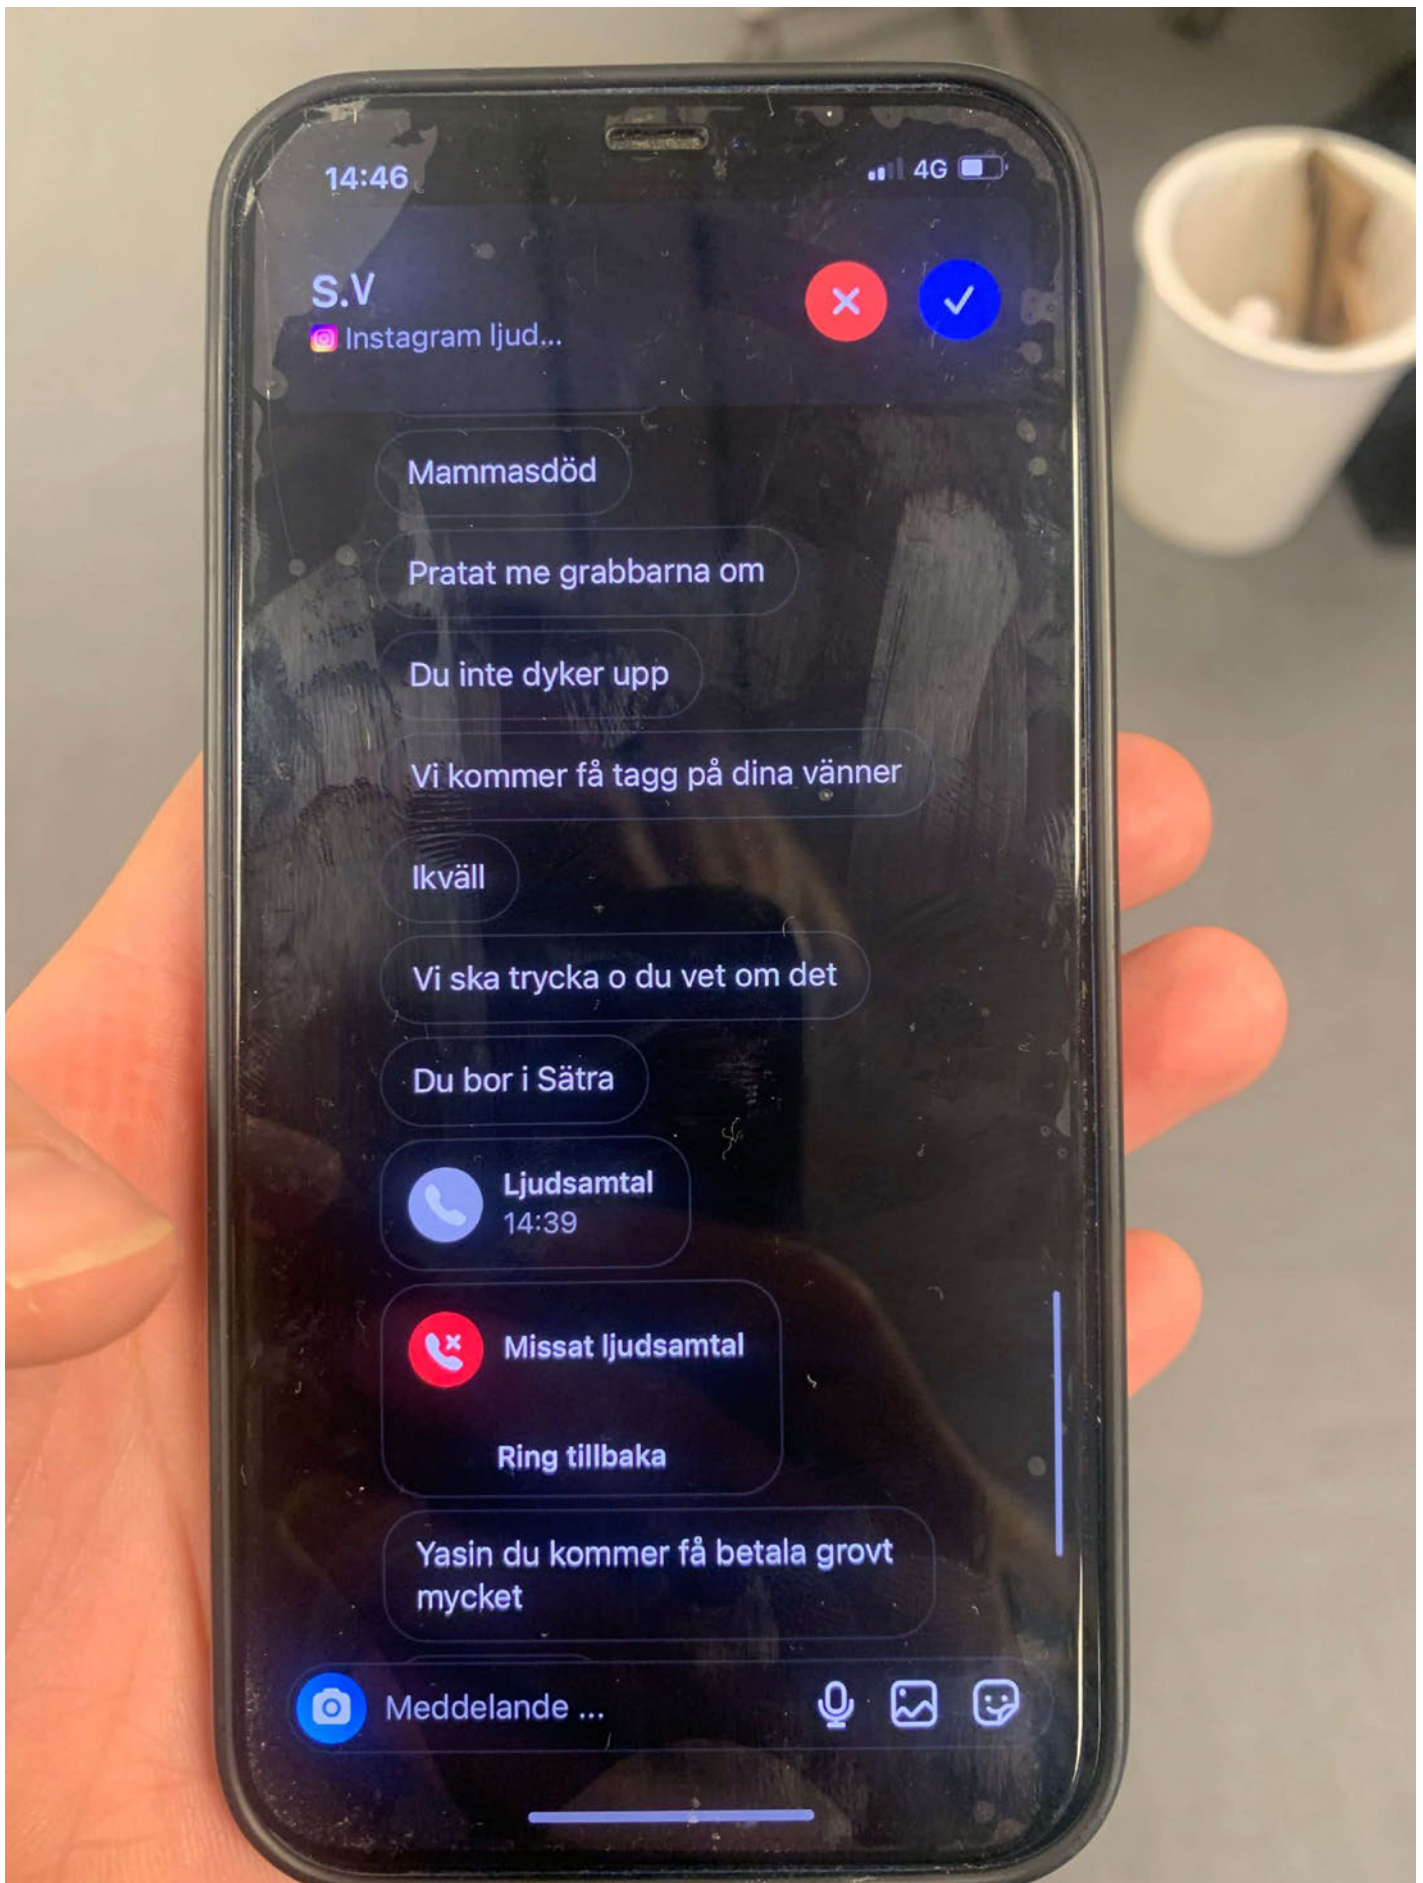 14:46
4G
S.V
Instagram ljud...
Mammasdöd
Pratat me grabbarna om
Du inte dyker upp
Vi kommer få tagg på dina vänner
Ikväll
Vi ska trycka o du vet om det
Du bor i Sätra
Ljudsamtal
14:39
Missat ljudsamtal
Ring tillbaka
Yasin du kommer få betala grovt
mycket
Meddelande ...